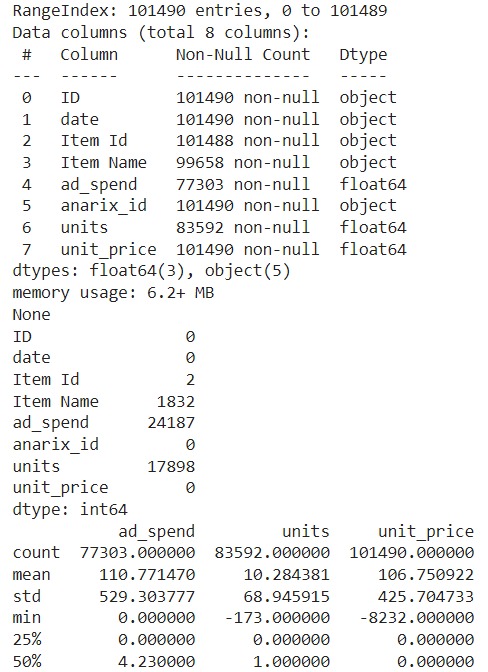 RangeIndex: 101490 entries, 0 to 101489
Data columns (total 8 columns):
 #   Column      Non-Null Count   Dtype
---  ------      --------------   -----
 0   ID          101490 non-null  object
 1   date        101490 non-null  object
 2   Item Id     101488 non-null  object
 3   Item Name   99658 non-null   object
 4   ad_spend    77303 non-null   float64
 5   anarix_id   101490 non-null  object
 6   units       83592 non-null   float64
 7   unit_price  101490 non-null  float64
dtypes: float64(3), object(5)
memory usage: 6.2+ MB
None
ID                0
date              0
Item Id           2
Item Name      1832
ad_spend      24187
anarix_id         0
units         17898
unit_price        0
dtype: int64
           ad_spend         units     unit_price
count  77303.000000  83592.000000  101490.000000
mean     110.771470     10.284381     106.750922
std      529.303777     68.945915     425.704733
min        0.000000   -173.000000   -8232.000000
25%        0.000000      0.000000       0.000000
50%        4.230000      1.000000       0.000000